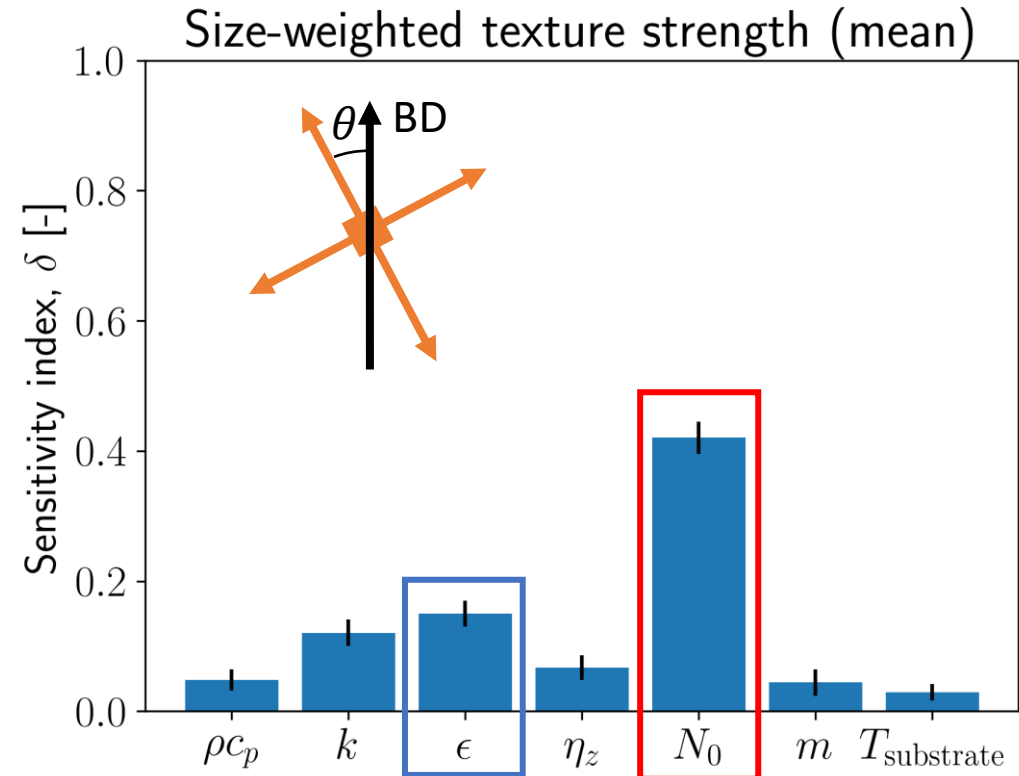 Size-weighted texture strength (mean)
1.0
θ BD
0.8
0.6
0.4
0.2
0.0
Sensitivity index, δ [-]
ρc_p k ϵ η_z N_0 m T_substrate